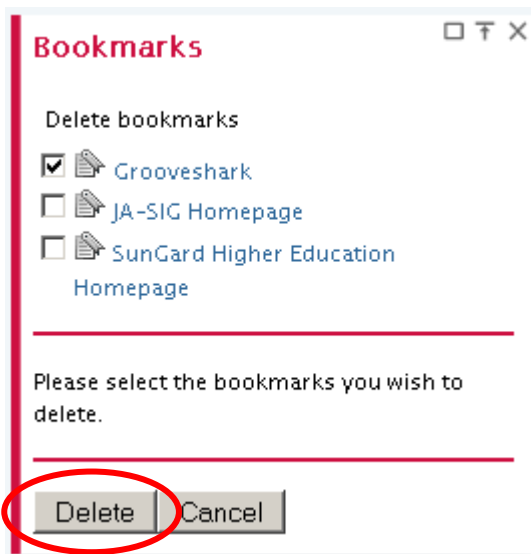 Bookmarks
Delete bookmarks
Grooveshark
JA-SIG Homepage
SunGard Higher Education
Homepage
Please select the bookmarks you wish to
delete.
Delete Cancel